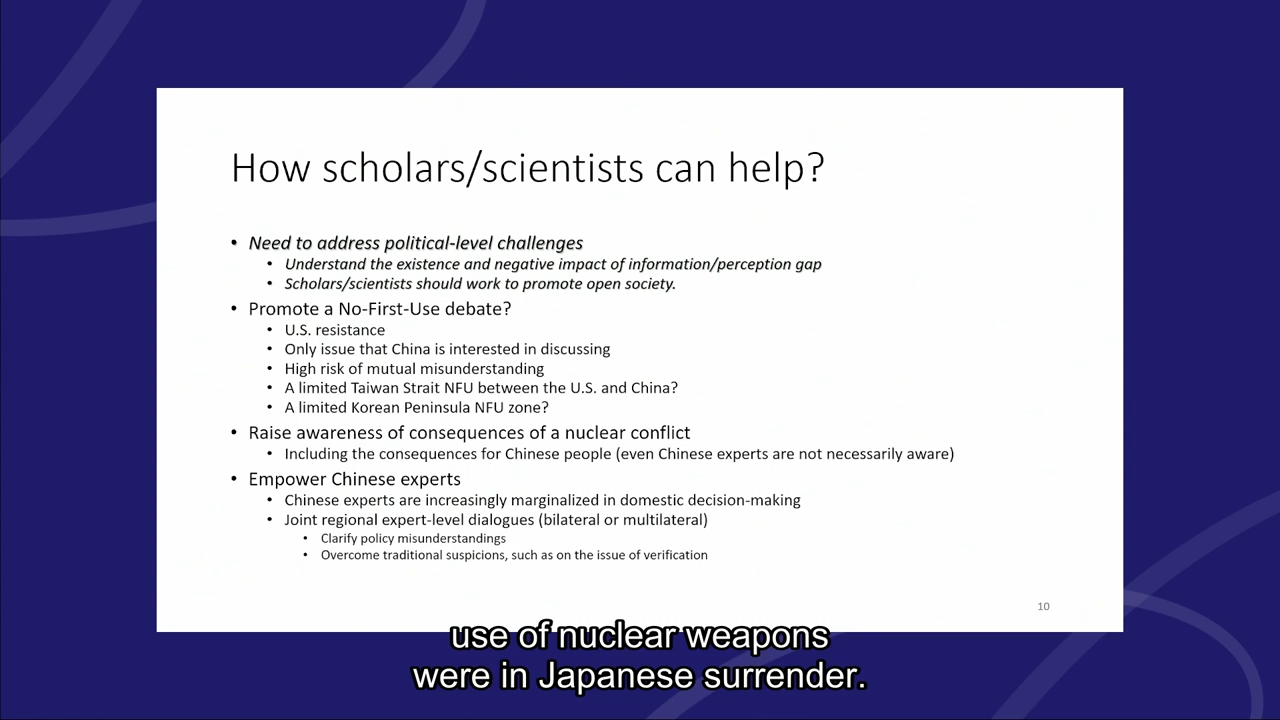 How scholars/scientists can help?
• Need to address political-level challenges
• Understand the existence and negative impact of information/perception gap
• Scholars/scientists should work to promote open society.
• Promote a No-First-Use debate?
• U.S. resistance
• Only issue that China is interested in discussing
• High risk of mutual misunderstanding
• A limited Taiwan Strait NFU between the U.S. and China?
• A limited Korean Peninsula NFU zone?
• Raise awareness of consequences of a nuclear conflict
• Including the consequences for Chinese people (even Chinese experts are not necessarily aware)
• Empower Chinese experts
• Chinese experts are increasingly marginalized in domestic decision-making
• Joint regional expert-level dialogues (bilateral or multilateral)
• Clarify policy misunderstandings
• Overcome traditional suspicions, such as on the issue of verification
10
use of nuclear weapons
were in Japanese surrender.